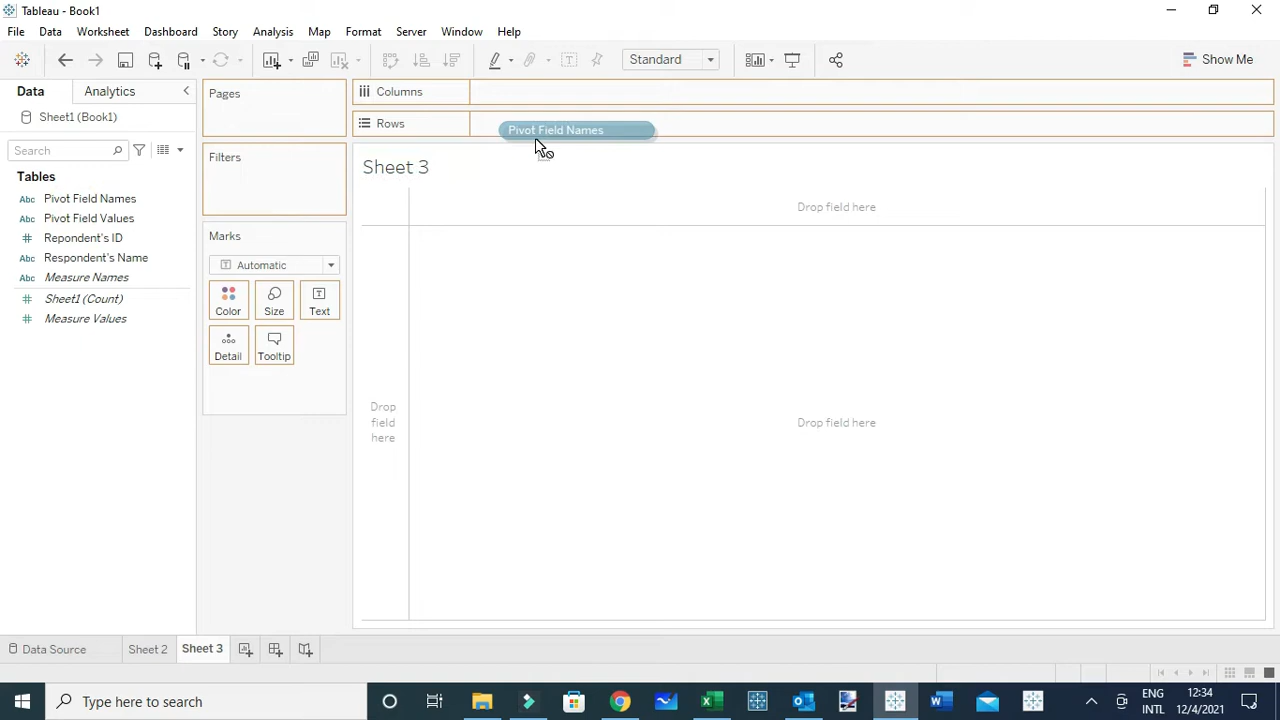 Tableau - Book1
File Data Worksheet Dashboard Story Analysis Map Format Server Window Help
Standard
Show Me
Data Analytics
Sheet1 (Book1)
Search
Tables
Abc Pivot Field Names
Abc Pivot Field Values
# Repondent's ID
Abc Respondent's Name
Abc Measure Names
# Sheet1 (Count)
# Measure Values
Pages
Filters
Marks
Automatic
Color Size Text
Detail Tooltip
Columns
Rows
Pivot Field Names
Sheet 3
Drop field here
Drop
field
here
Drop field here
Data Source Sheet 2 Sheet 3
Type here to search
ENG
INTL
12:34
12/4/2021